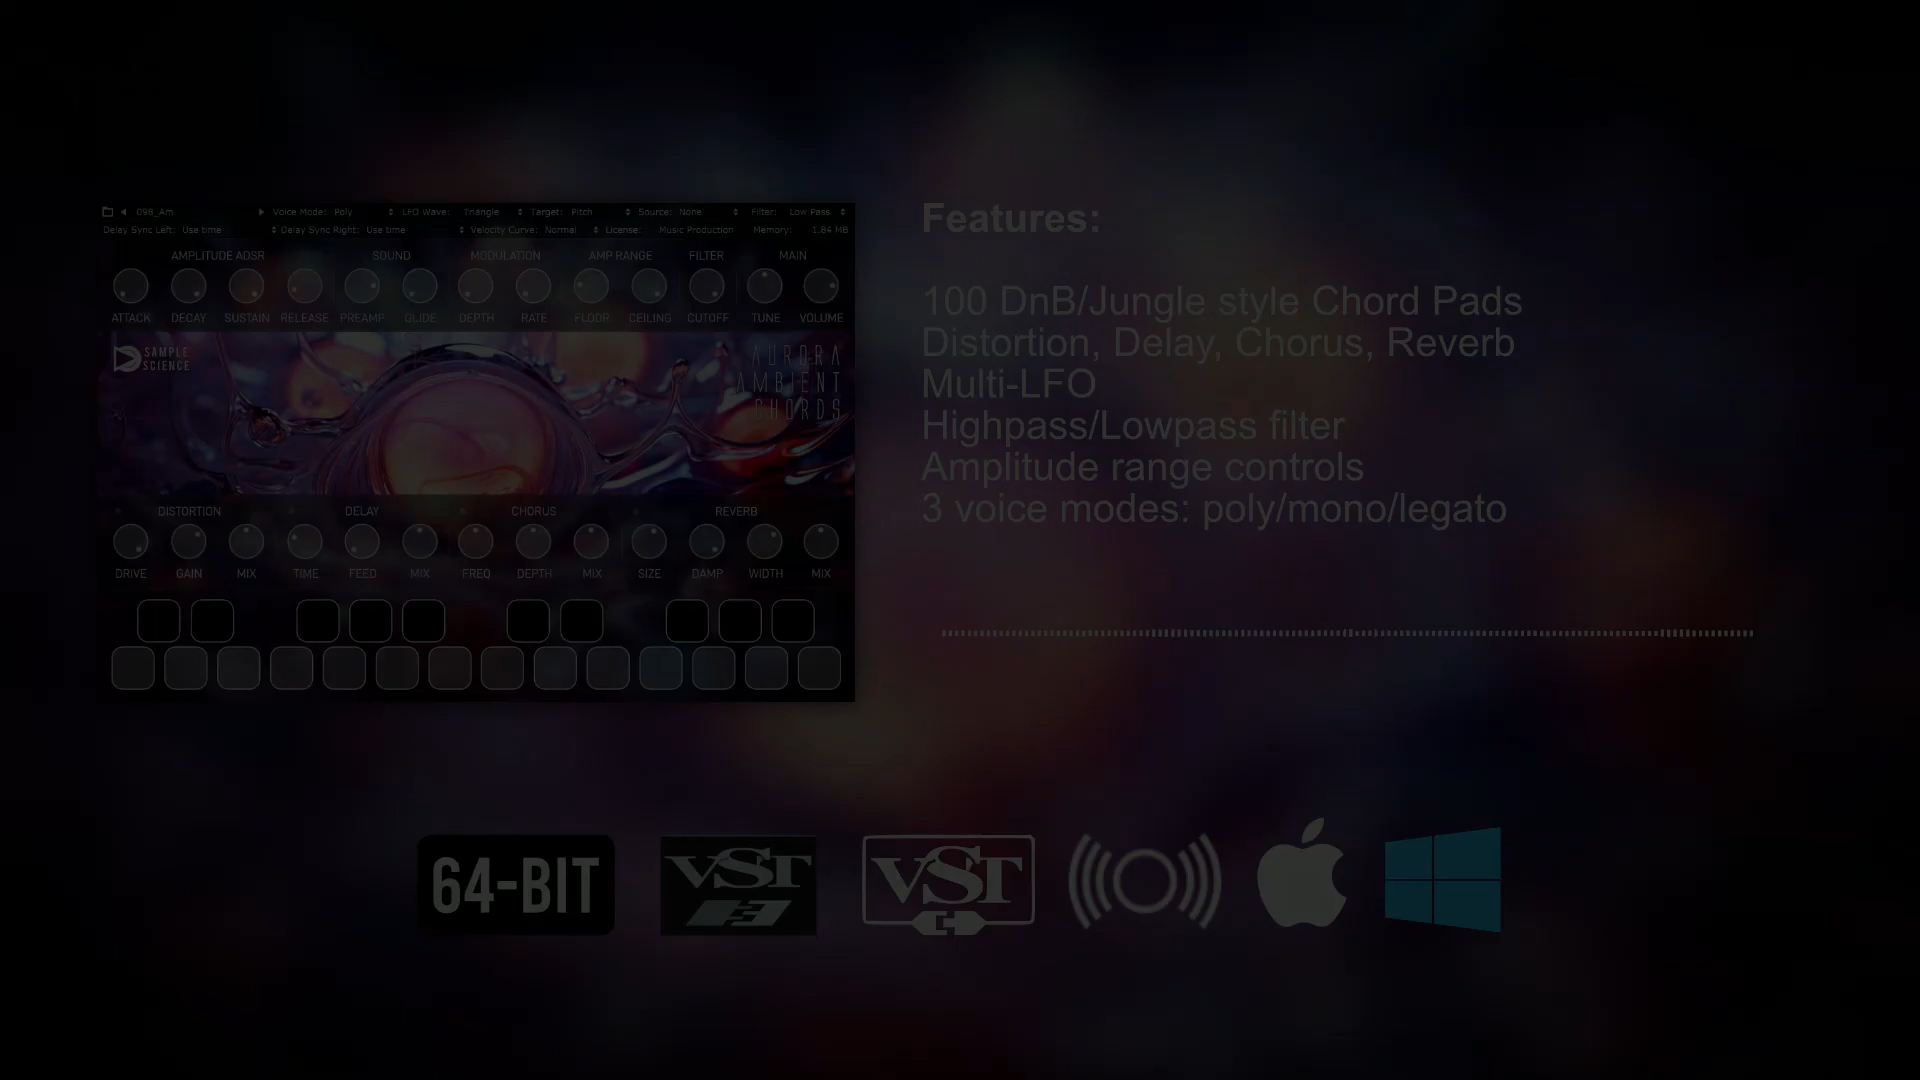 098_Am Voice Mode: Poly LFO Wave: Triangle Target: Pitch Source: None Filter: Low Pass
Delay Sync Left: Use time Delay Sync Right: Use time Velocity Curve: Normal License: Music Production Memory: 1.84 MB
AMPLITUDE ADSR SOUND MODULATION AMP RANGE FILTER MAIN
ATTACK DECAY SUSTAIN RELEASE PREAMP GLIDE DEPTH RATE FLOOR CEILING CUTOFF TUNE VOLUME
SAMPLE
SCIENCE
AURORA
AMBIENT
CHORDS
DISTORTION DELAY CHORUS REVERB
DRIVE GAIN MIX TIME FEED MIX FREQ DEPTH MIX SIZE DAMP WIDTH MIX
Features:
100 DnB/Jungle style Chord Pads
Distortion, Delay, Chorus, Reverb
Multi-LFO
Highpass/Lowpass filter
Amplitude range controls
3 voice modes: poly/mono/legato
64-BIT
VST
3
VST